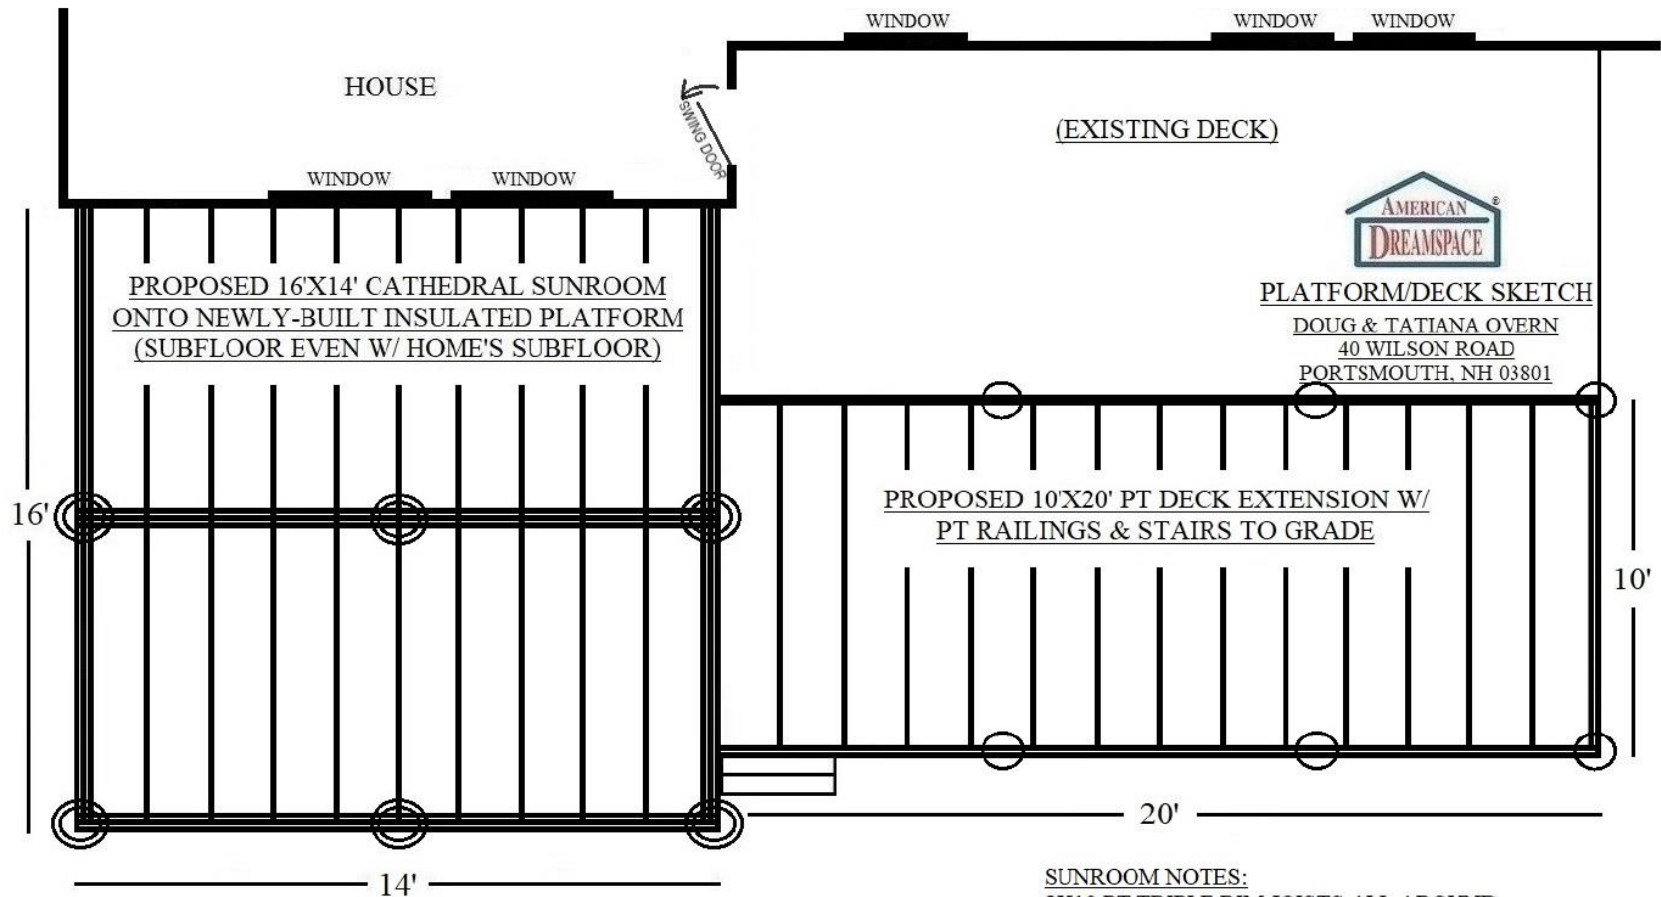 WINDOW
WINDOW
WINDOW
HOUSE
SWING DOOR
(EXISTING DECK)
WINDOW
WINDOW
AMERICAN ®
DREAMSPACE
PLATFORM/DECK SKETCH
DOUG & TATIANA OVERN
40 WILSON ROAD
PORTSMOUTH, NH 03801
PROPOSED 16'X14' CATHEDRAL SUNROOM
ONTO NEWLY-BUILT INSULATED PLATFORM
(SUBFLOOR EVEN W/ HOME'S SUBFLOOR)
16'
PROPOSED 10'X20' PT DECK EXTENSION W/
PT RAILINGS & STAIRS TO GRADE
10'
20'
14'
SUNROOM NOTES: